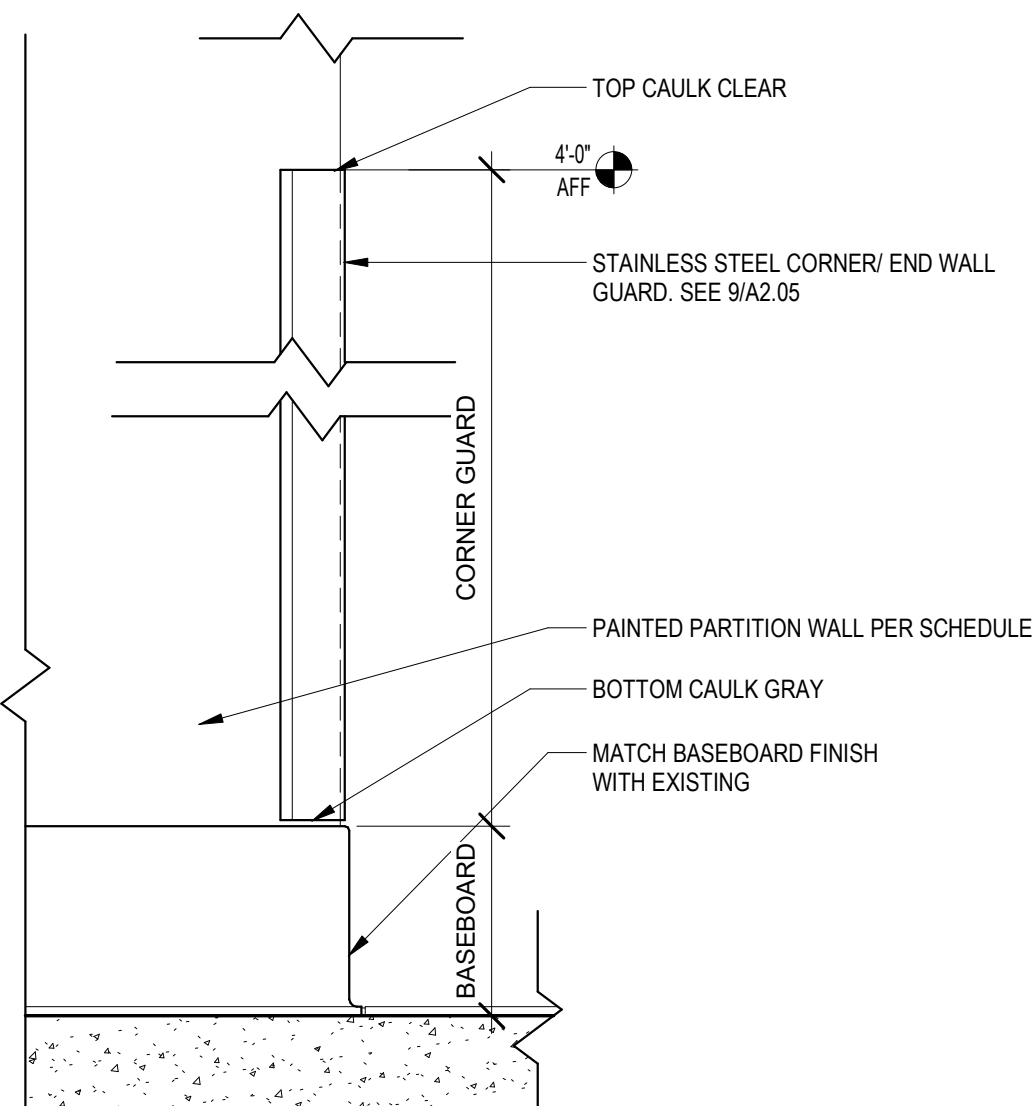 TOP CAULK CLEAR
4'-0"
AFF
STAINLESS STEEL CORNER/ END WALL
GUARD. SEE 9/A2.05
CORNER GUARD
PAINTED PARTITION WALL PER SCHEDULE
BOTTOM CAULK GRAY
MATCH BASEBOARD FINISH
WITH EXISTING
BASEBOARD